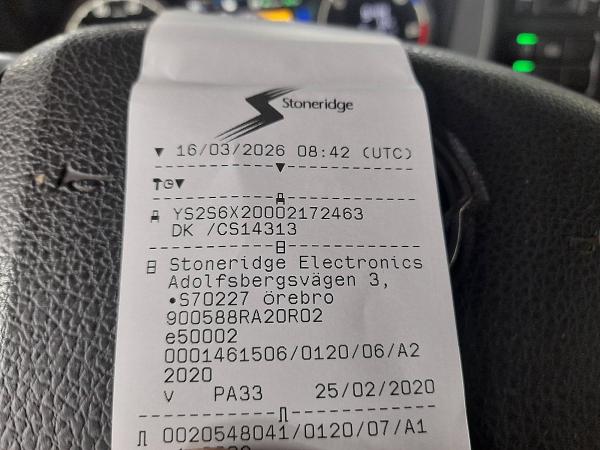 Stoneridge
▼ 16/03/2026 08:42 (UTC)
YS2S6X20002172463
DK /CS14313
Stoneridge Electronics
Adolfsbergsvägen 3,
•S70227 örebro
900588RA20R02
e50002
0001461506/0120/06/A2
2020
V PA33 25/02/2020
0020548041/0120/07/A1